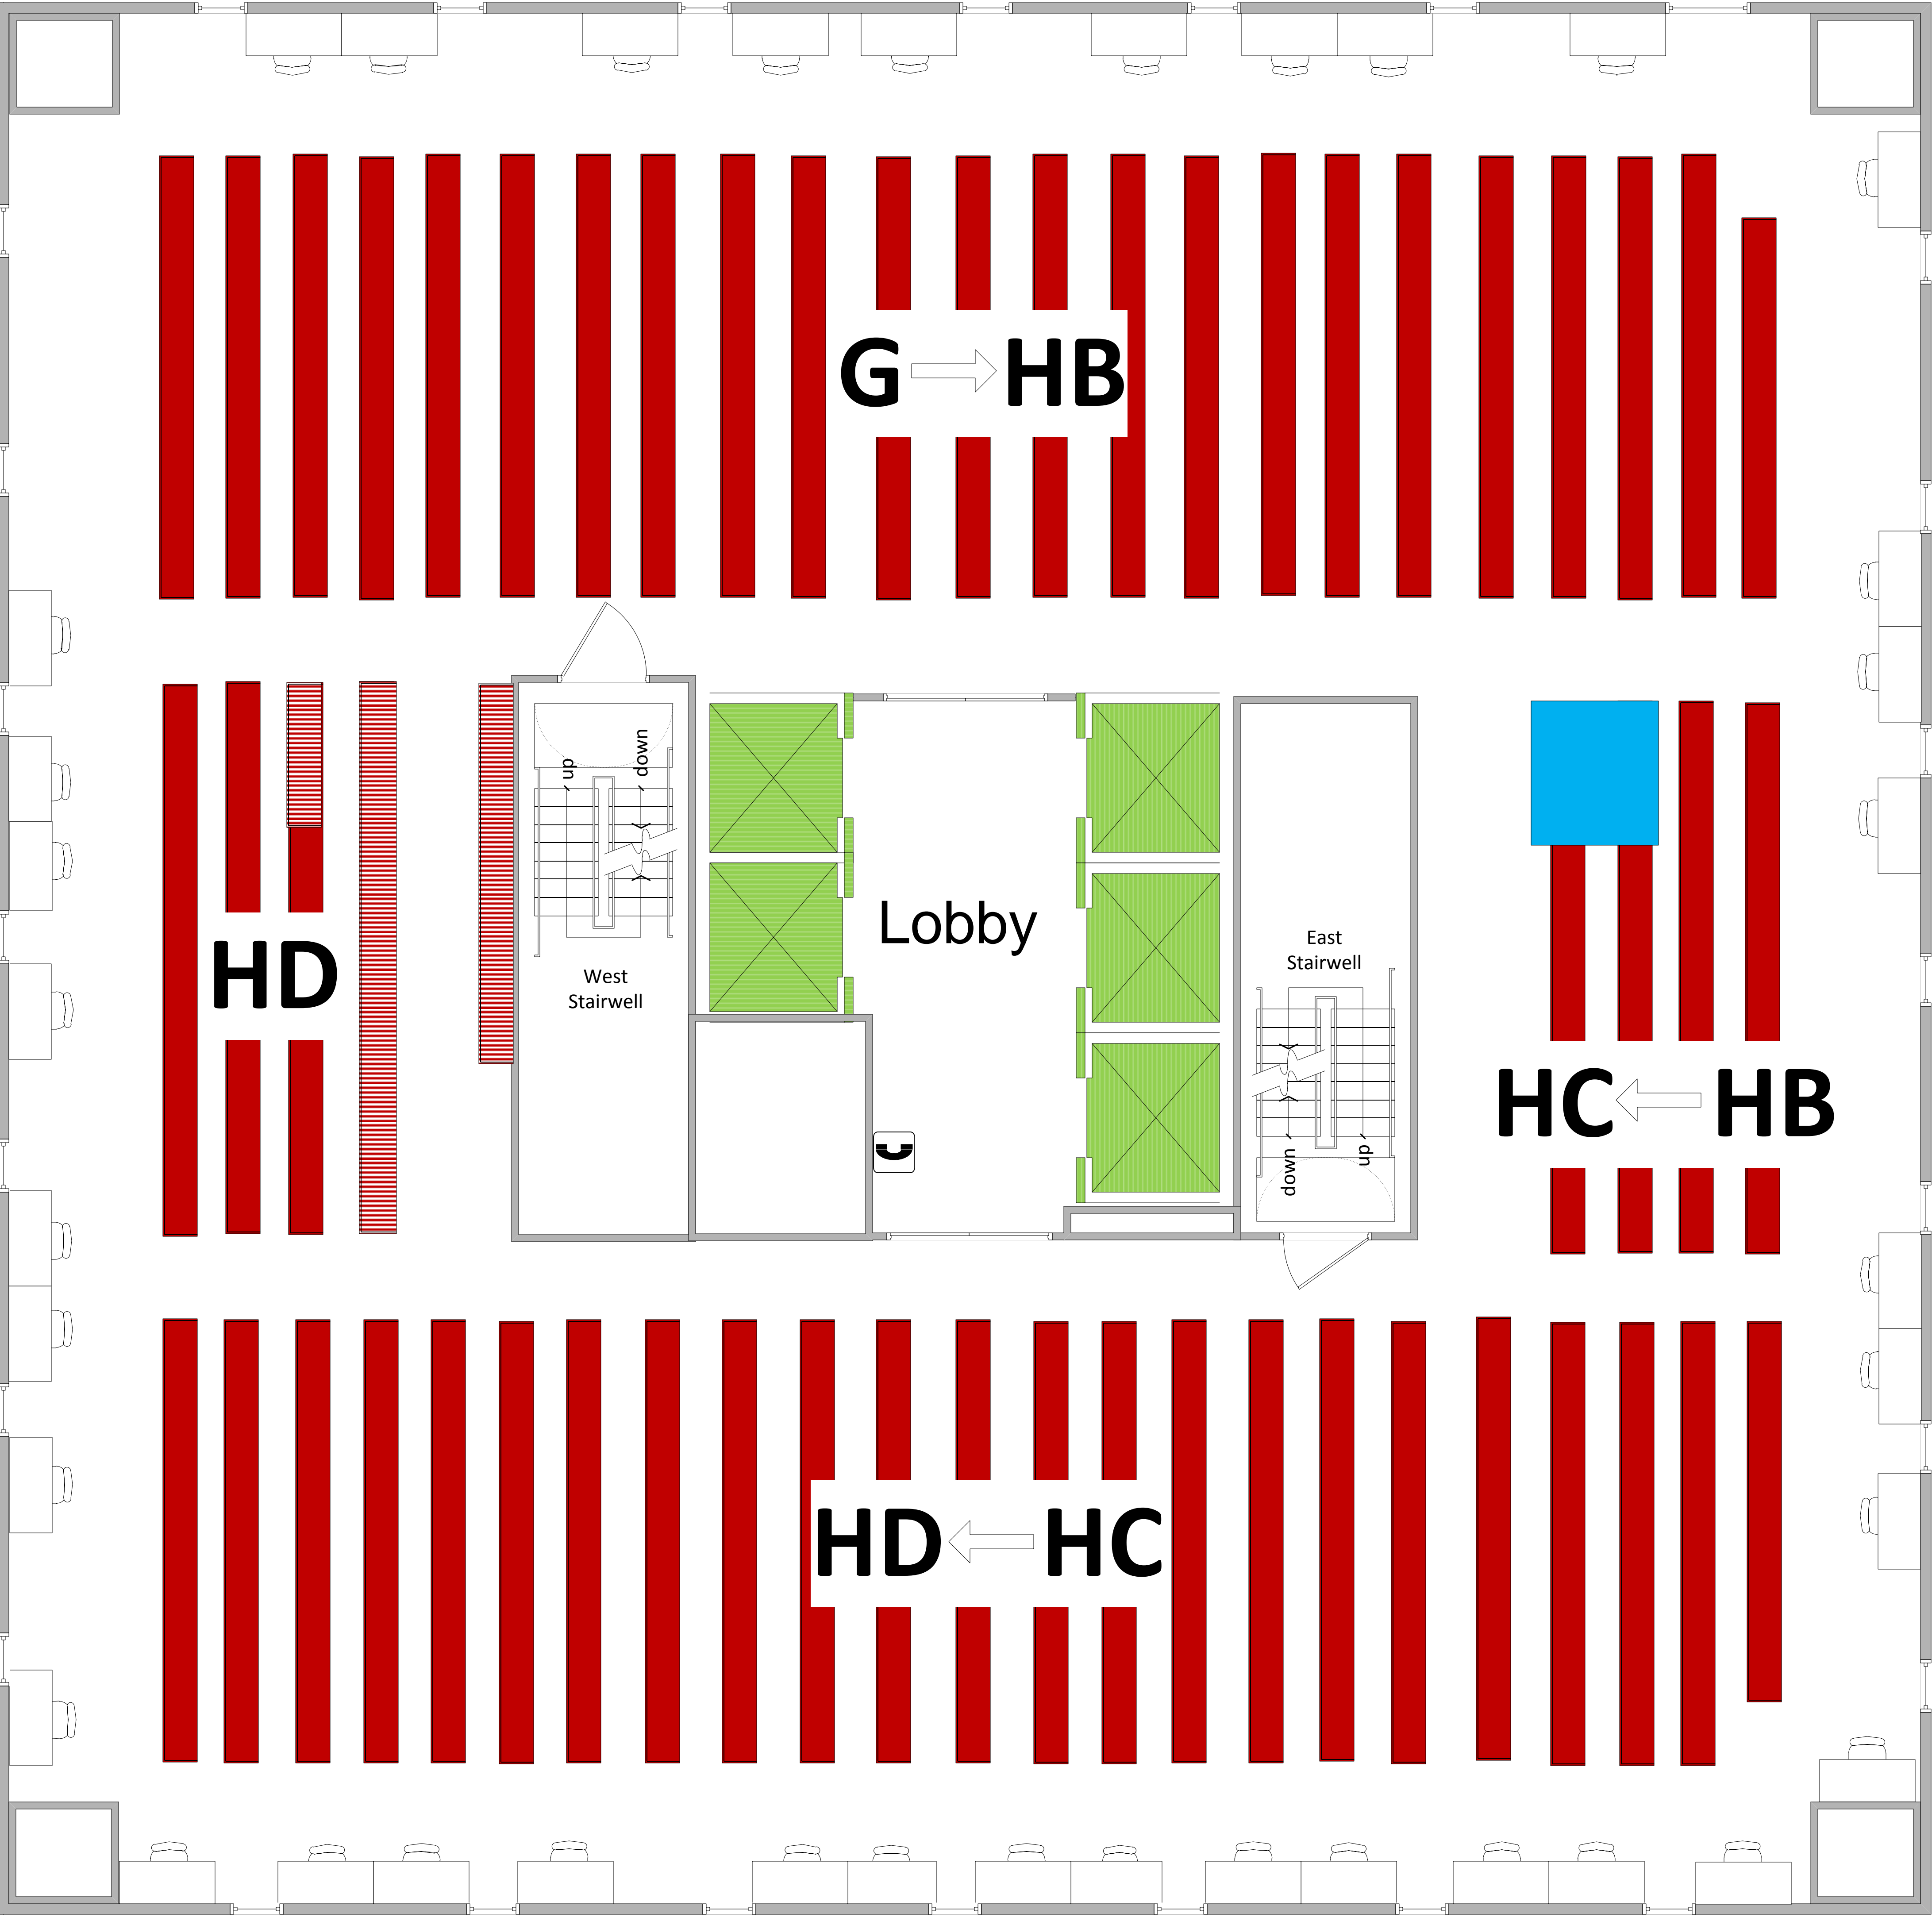 G HB
up
down
Lobby
HD
West
Stairwell
East
Stairwell
HC HB
down
up
HD HC